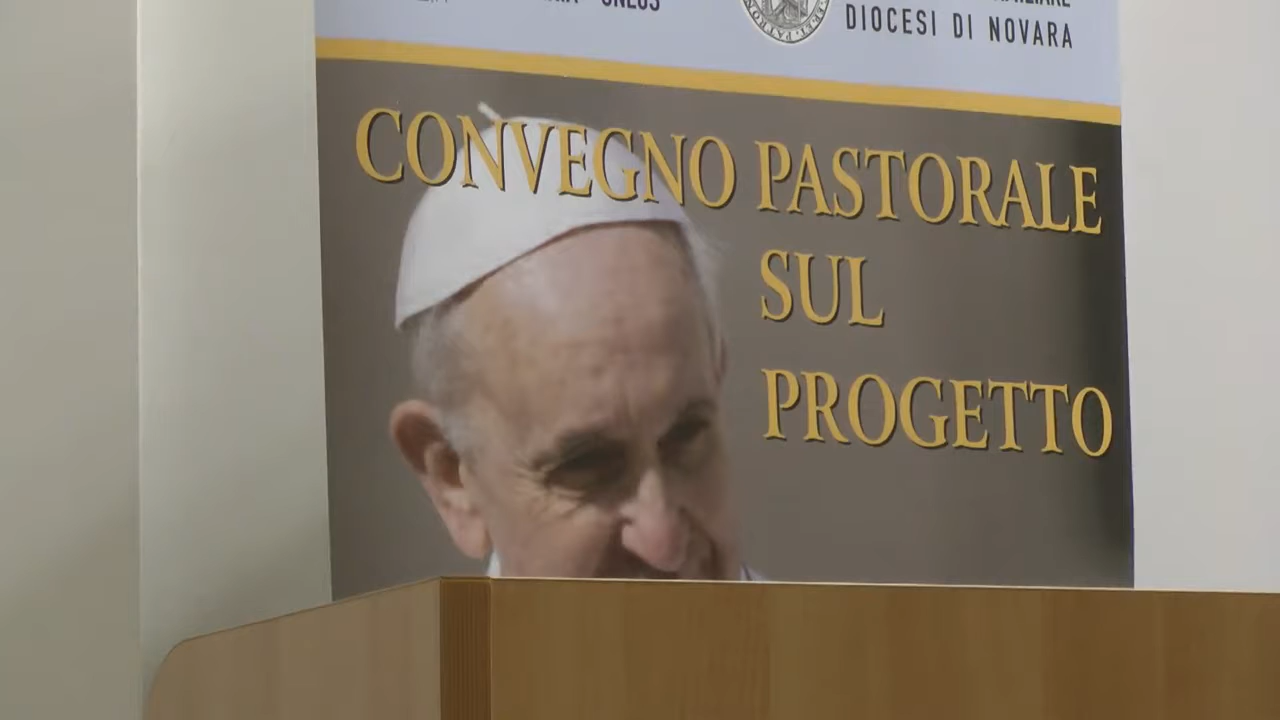 DIOCESI DI NOVARA
CONVEGNO PASTORALE
SUL
PROGETTO